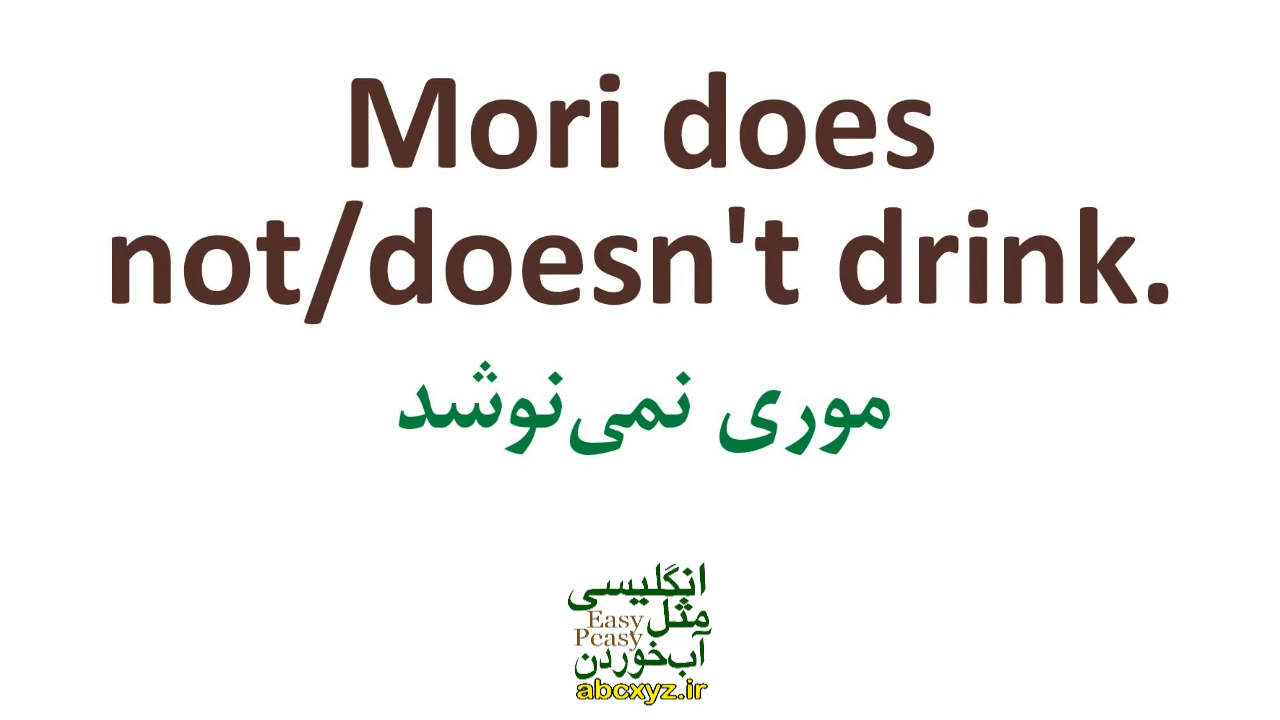 Mori does
not/doesn't drink.
موری نمی‌نوشد
انگلیسی
مثل
Easy
Peasy
آب‌خوردن
abcxyz.ir